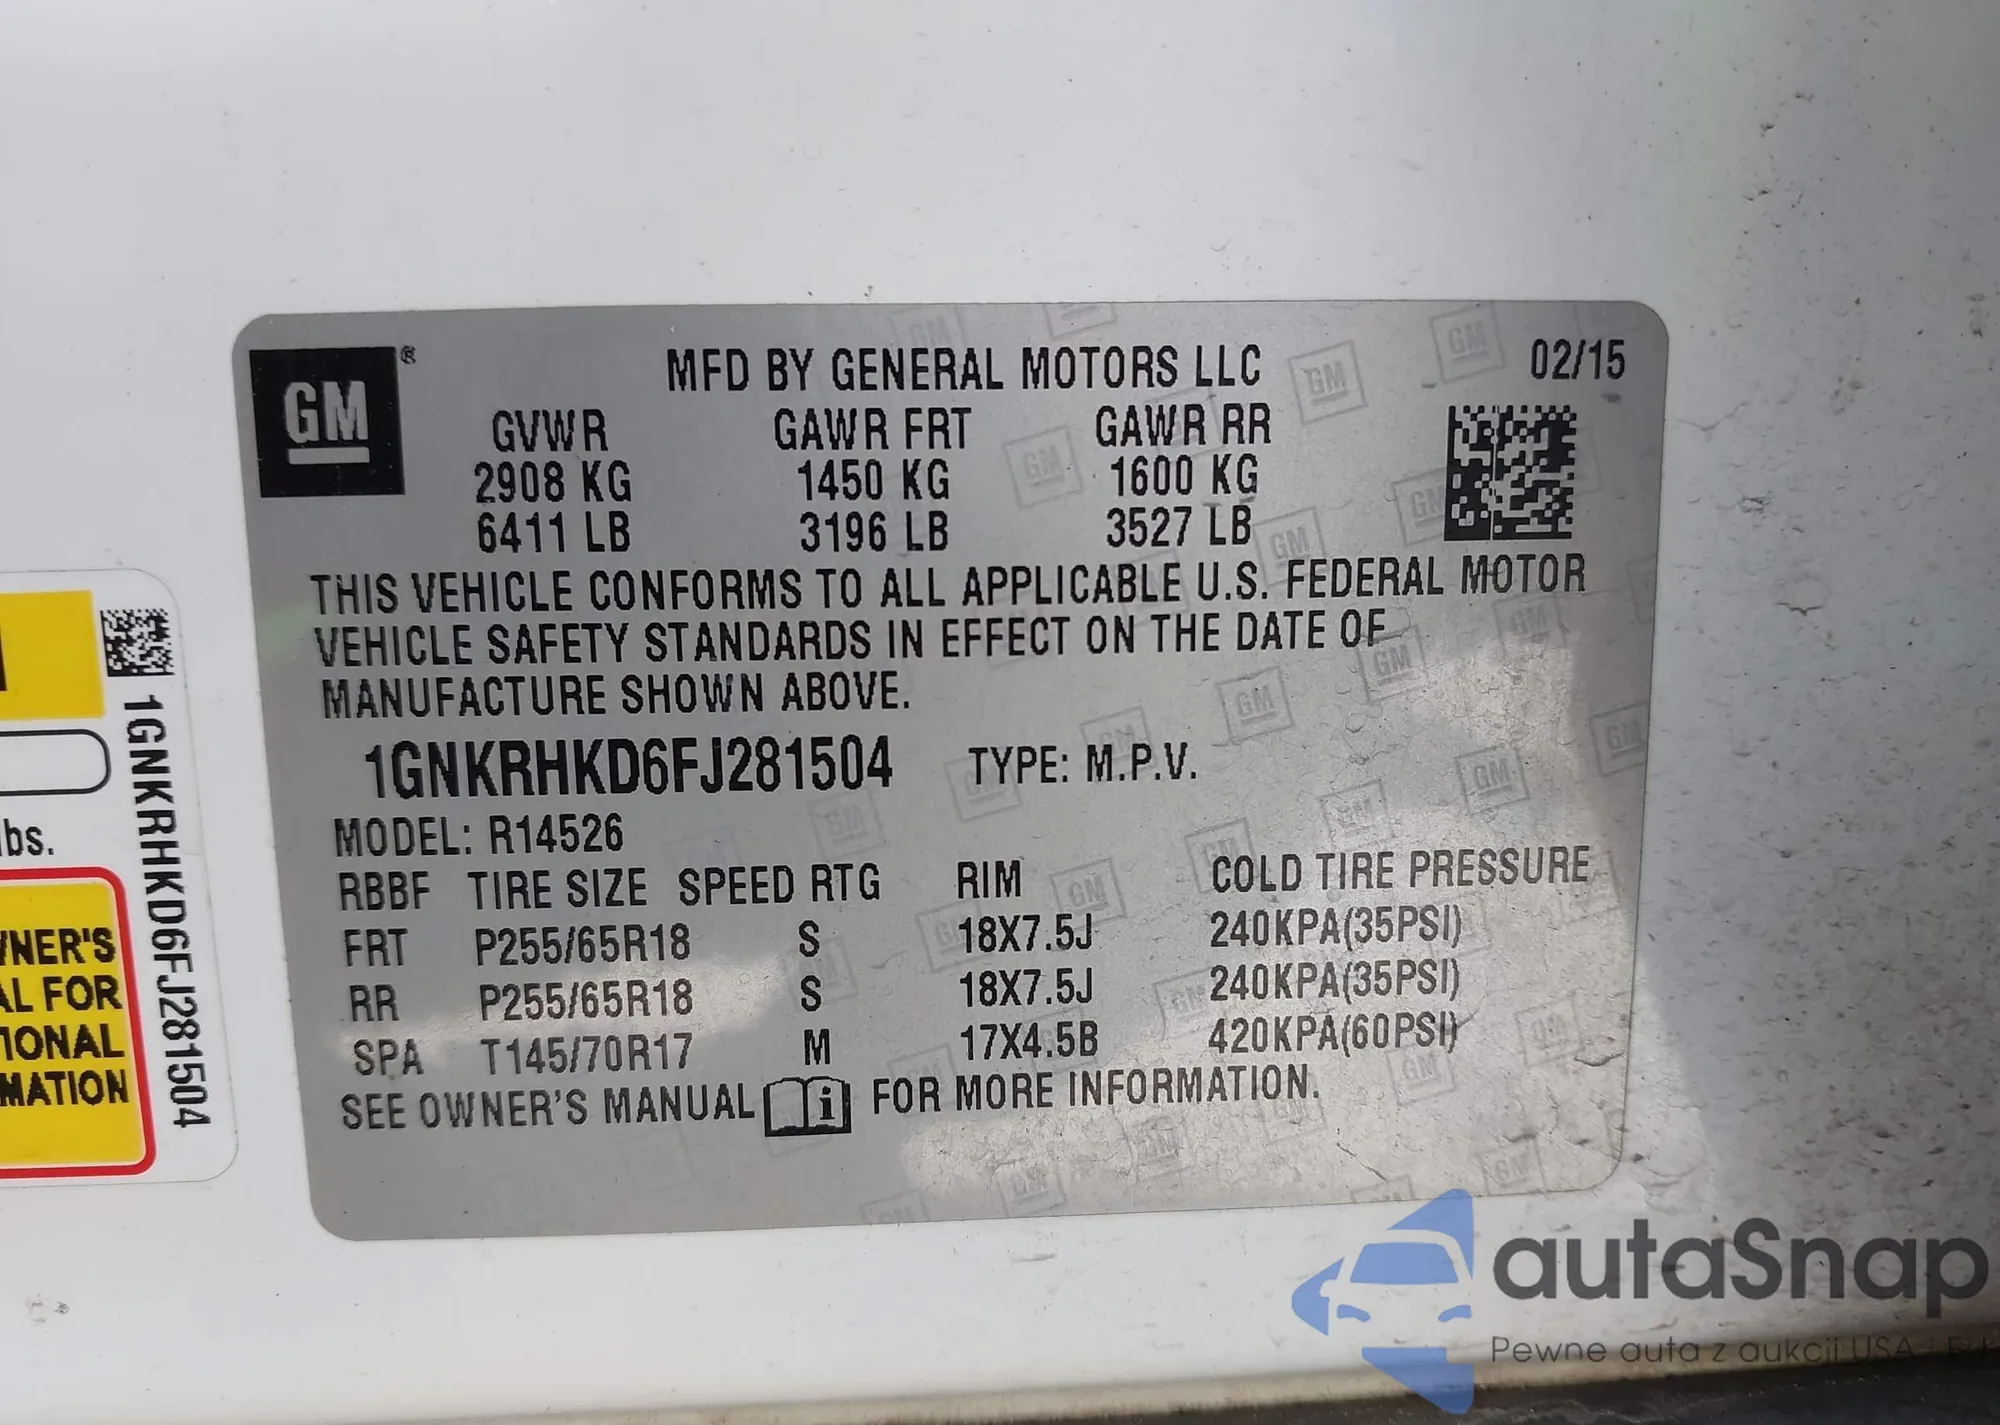 GM ®
MFD BY GENERAL MOTORS LLC 02/15
GVWR GAWR FRT GAWR RR
2908 KG 1450 KG 1600 KG
6411 LB 3196 LB 3527 LB
THIS VEHICLE CONFORMS TO ALL APPLICABLE U.S. FEDERAL MOTOR
VEHICLE SAFETY STANDARDS IN EFFECT ON THE DATE OF
MANUFACTURE SHOWN ABOVE.
1GNKRHKD6FJ281504 TYPE: M.P.V.
MODEL: R14526
RBBF TIRE SIZE SPEED RTG RIM COLD TIRE PRESSURE
FRT P255/65R18 S 18X7.5J 240KPA(35PSI)
RR P255/65R18 S 18X7.5J 240KPA(35PSI)
SPA T145/70R17 M 17X4.5B 420KPA(60PSI)
SEE OWNER'S MANUAL i FOR MORE INFORMATION.
1GNKRHKD6FJ281504
lbs.
WNER'S
AL FOR
TIONAL
RMATION
autaSnap
Pewne auta z aukcji USA i EU